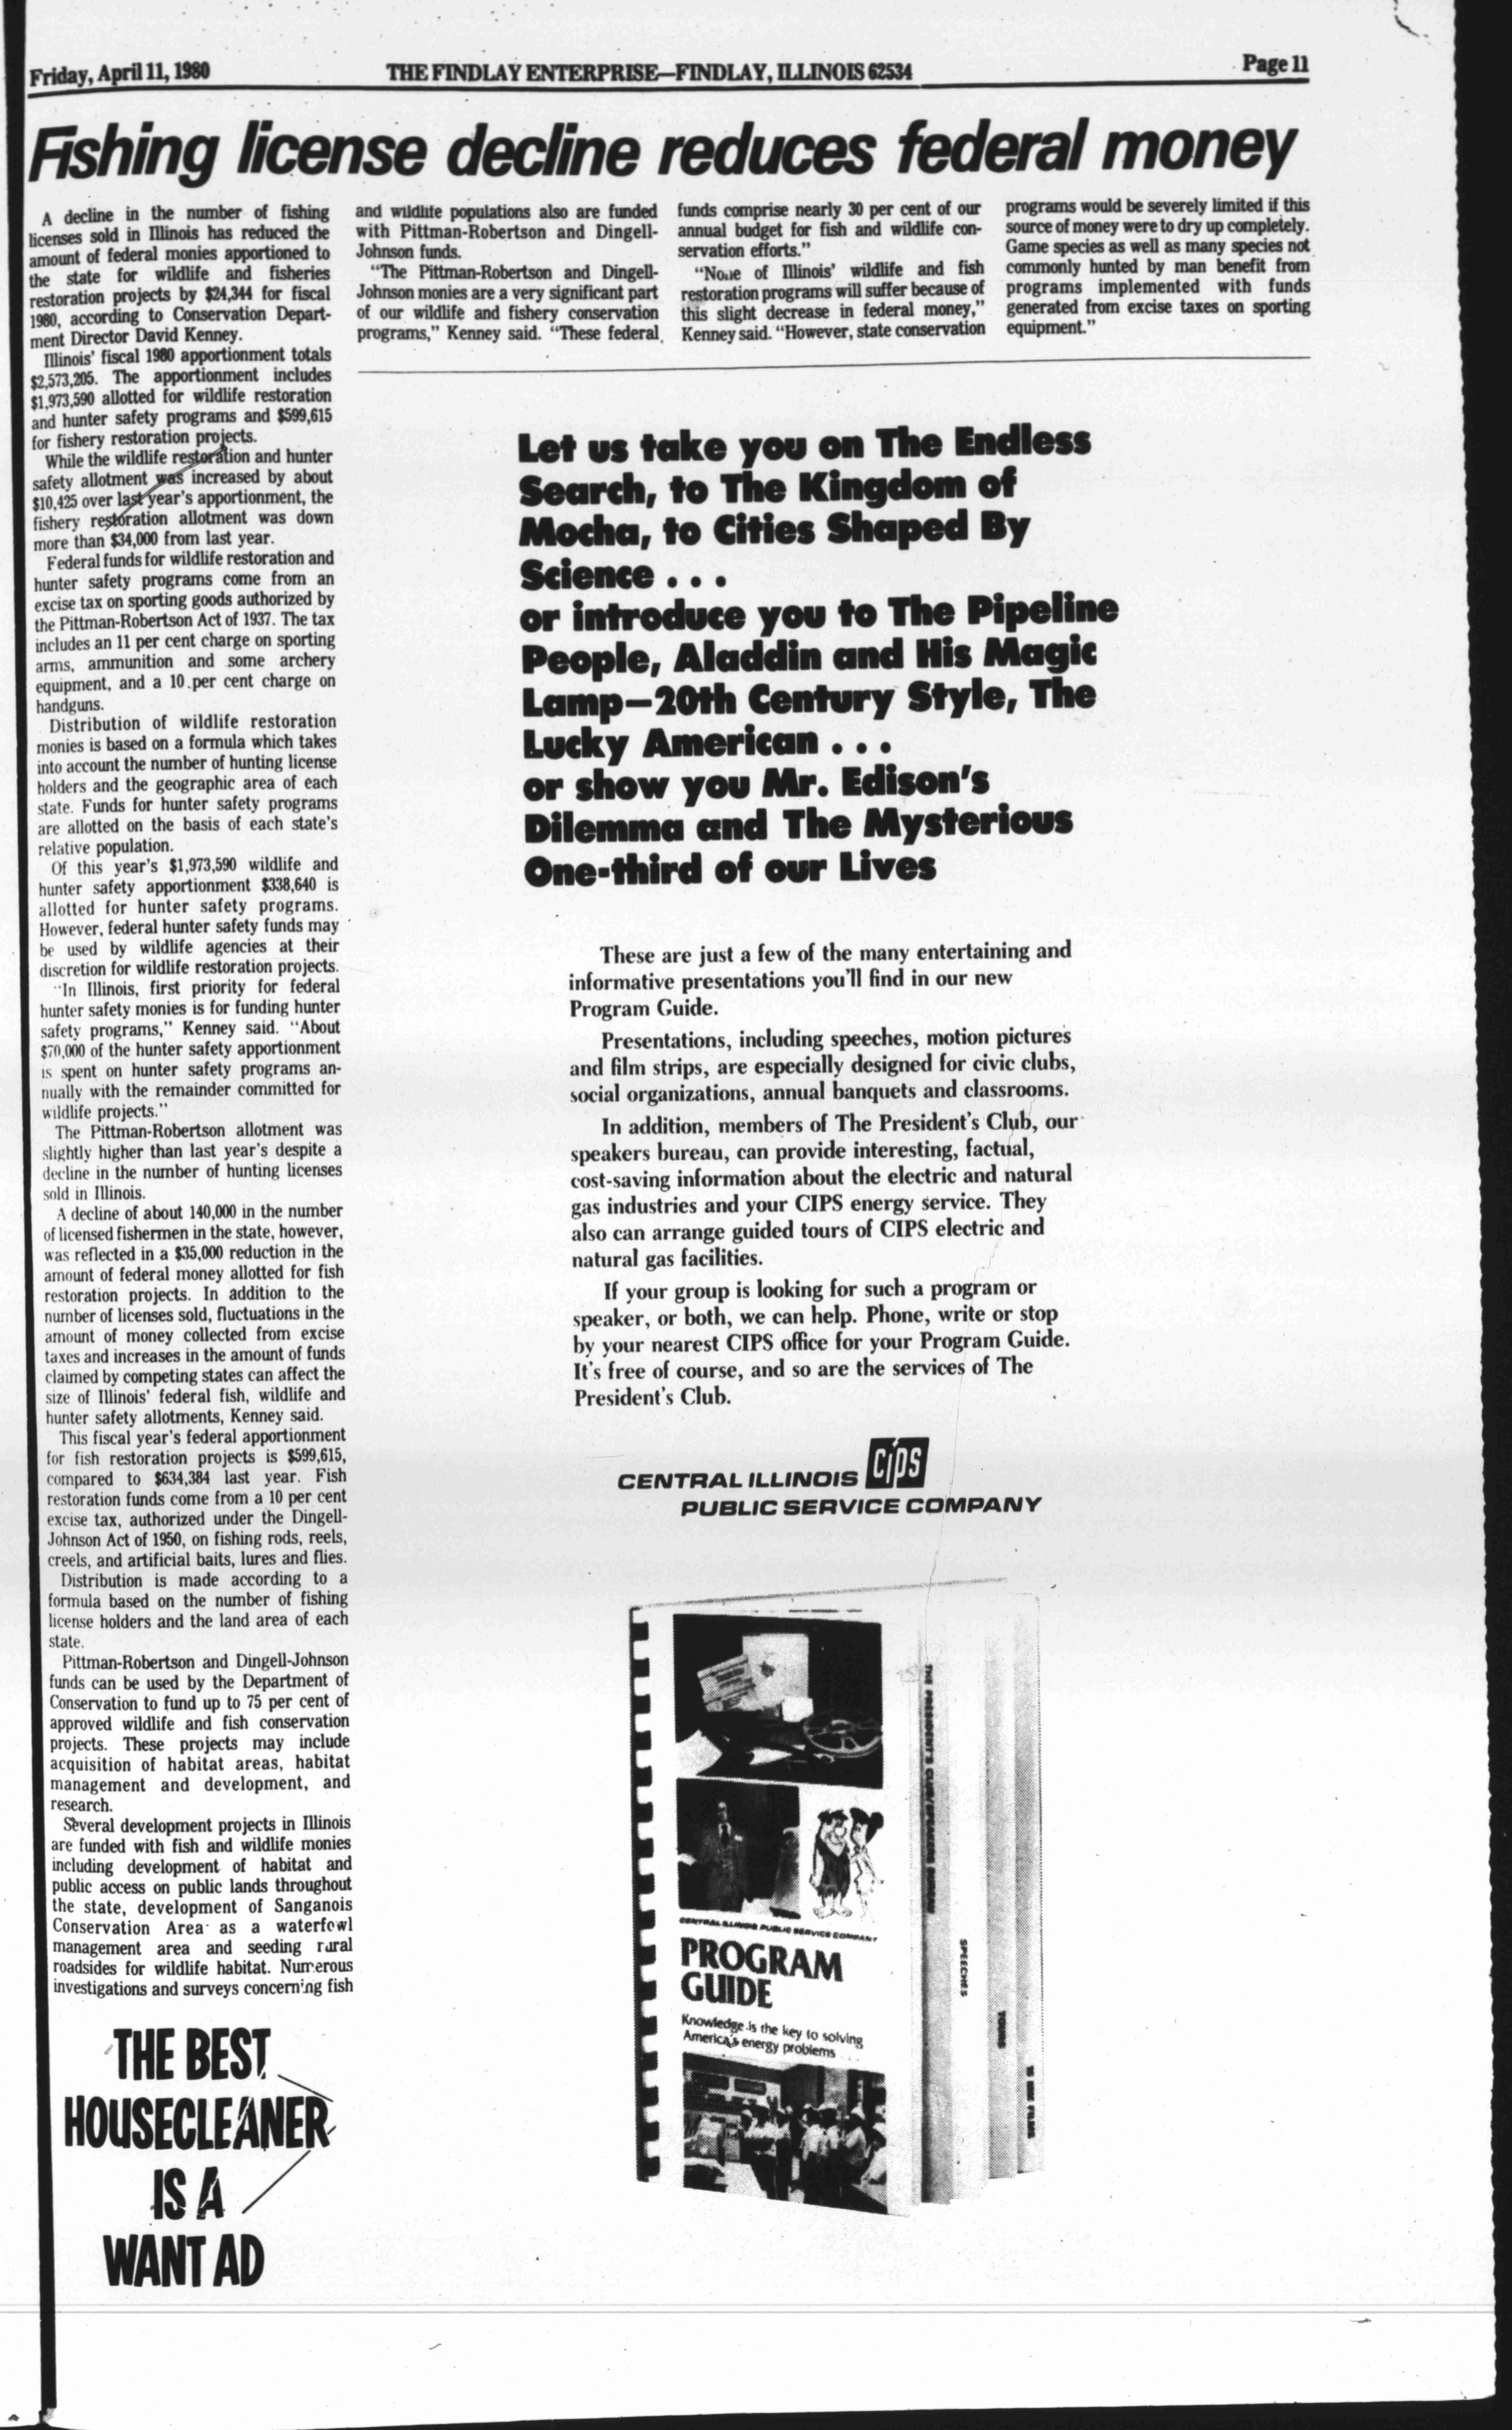 Friday, April 11, 1980
THE FINDLAY ENTERPRISE—FINDLAY, ILLINOIS 62534
Page 11
Fishing license decline reduces federal money
A decline in the number of fishing
licenses sold in Illinois has reduced the
amount of federal monies apportioned to
the state for wildlife and fisheries
restoration projects by $24,344 for fiscal
1980, according to Conservation Depart-
ment Director David Kenney.
Illinois' fiscal 1980 apportionment totals
$2,573,205. The apportionment includes
$1,973,590 allotted for wildlife restoration
and hunter safety programs and $599,615
for fishery restoration projects.
While the wildlife restoration and hunter
safety allotment was increased by about
$10,425 over last year's apportionment, the
fishery restoration allotment was down
more than $34,000 from last year.
Federal funds for wildlife restoration and
hunter safety programs come from an
excise tax on sporting goods authorized by
the Pittman-Robertson Act of 1937. The tax
includes an 11 per cent charge on sporting
arms, ammunition and some archery
equipment, and a 10 per cent charge on
handguns.
Distribution of wildlife restoration
monies is based on a formula which takes
into account the number of hunting license
holders and the geographic area of each
state. Funds for hunter safety programs
are allotted on the basis of each state's
relative population.
Of this year's $1,973,590 wildlife and
hunter safety apportionment $338,640 is
allotted for hunter safety programs.
However, federal hunter safety funds may
be used by wildlife agencies at their
discretion for wildlife restoration projects.
"In Illinois, first priority for federal
hunter safety monies is for funding hunter
safety programs," Kenney said. "About
$70,000 of the hunter safety apportionment
is spent on hunter safety programs an-
nually with the remainder committed for
wildlife projects."
The Pittman-Robertson allotment was
slightly higher than last year's despite a
decline in the number of hunting licenses
sold in Illinois.
A decline of about 140,000 in the number
of licensed fishermen in the state, however,
was reflected in a $35,000 reduction in the
amount of federal money allotted for fish
restoration projects. In addition to the
number of licenses sold, fluctuations in the
amount of money collected from excise
taxes and increases in the amount of funds
claimed by competing states can affect the
size of Illinois' federal fish, wildlife and
hunter safety allotments, Kenney said.
This fiscal year's federal apportionment
for fish restoration projects is $599,615,
compared to $634,384 last year. Fish
restoration funds come from a 10 per cent
excise tax, authorized under the Dingell-
Johnson Act of 1950, on fishing rods, reels,
creels, and artificial baits, lures and flies.
Distribution is made according to a
formula based on the number of fishing
license holders and the land area of each
state.
Pittman-Robertson and Dingell-Johnson
funds can be used by the Department of
Conservation to fund up to 75 per cent of
approved wildlife and fish conservation
projects. These projects may include
acquisition of habitat areas, habitat
management and development, and
research.
Several development projects in Illinois
are funded with fish and wildlife monies
including development of habitat and
public access on public lands throughout
the state, development of Sanganois
Conservation Area as a waterfowl
management area and seeding rural
roadsides for wildlife habitat. Numerous
investigations and surveys concerning fish
and wildlife populations also are funded
with Pittman-Robertson and Dingell-
Johnson funds.
"The Pittman-Robertson and Dingell-
Johnson monies are a very significant part
of our wildlife and fishery conservation
programs," Kenney said. "These federal
funds comprise nearly 30 per cent of our
annual budget for fish and wildlife con-
servation efforts."
"None of Illinois' wildlife and fish
restoration programs will suffer because of
this slight decrease in federal money,"
Kenney said. "However, state conservation
programs would be severely limited if this
source of money were to dry up completely.
Game species as well as many species not
commonly hunted by man benefit from
programs implemented with funds
generated from excise taxes on sporting
equipment."
THE BEST
HOUSECLEANER
IS A
WANT AD
Let us take you on The Endless
Search, to The Kingdom of
Mocha, to Cities Shaped By
Science . . .
or introduce you to The Pipeline
People, Aladdin and His Magic
Lamp—20th Century Style, The
Lucky American . . .
or show you Mr. Edison's
Dilemma and The Mysterious
One-third of our Lives
These are just a few of the many entertaining and
informative presentations you'll find in our new
Program Guide.
Presentations, including speeches, motion pictures
and film strips, are especially designed for civic clubs,
social organizations, annual banquets and classrooms.
In addition, members of The President's Club, our
speakers bureau, can provide interesting, factual,
cost-saving information about the electric and natural
gas industries and your CIPS energy service. They
also can arrange guided tours of CIPS electric and
natural gas facilities.
If your group is looking for such a program or
speaker, or both, we can help. Phone, write or stop
by your nearest CIPS office for your Program Guide.
It's free of course, and so are the services of The
President's Club.
CENTRAL ILLINOIS CIPS
PUBLIC SERVICE COMPANY
CENTRAL ILLINOIS PUBLIC SERVICE COMPANY
PROGRAM
GUIDE
Knowledge is the key to solving
America's energy problems . . .
THE PRESIDENT'S CLUB
SPEECHES
TOURS
FILMS